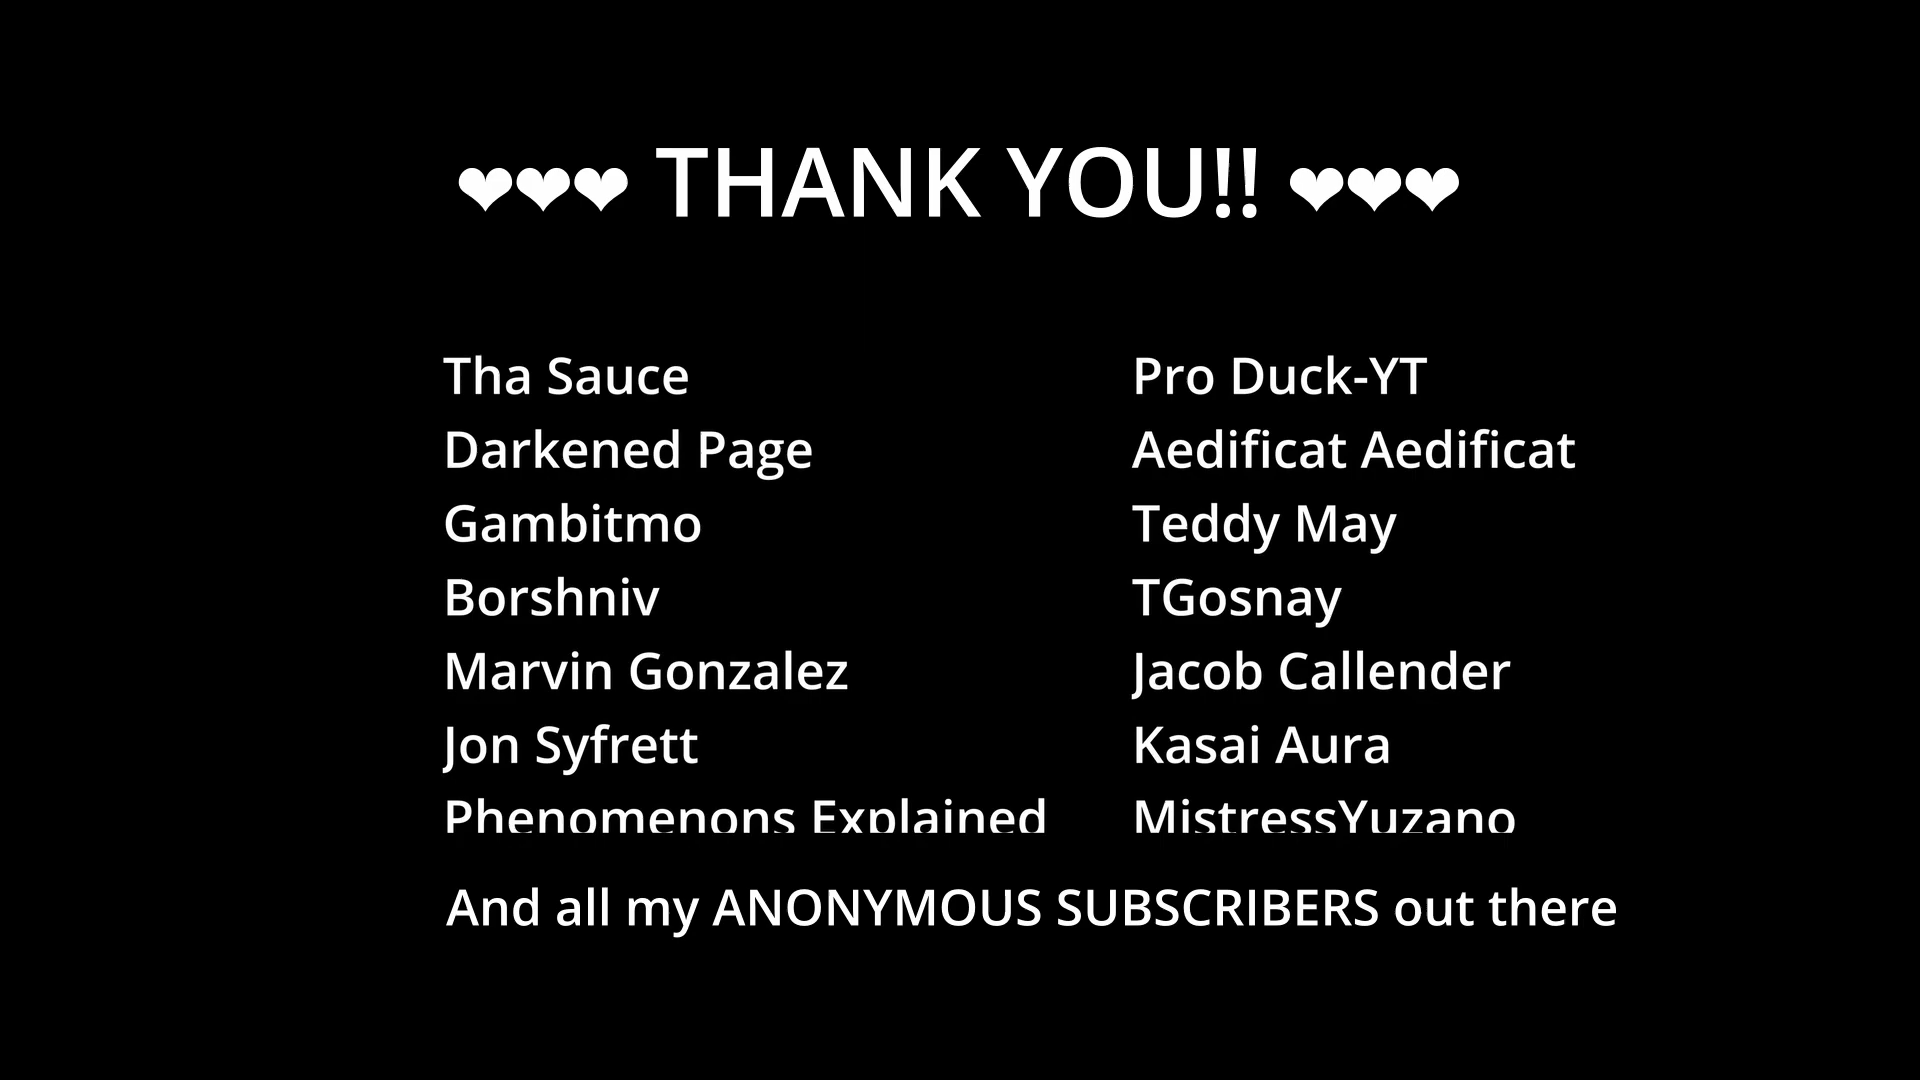 ❤❤❤ THANK YOU!! ❤❤❤
Tha Sauce
Darkened Page
Gambitmo
Borshniv
Marvin Gonzalez
Jon Syfrett
Phenomenons Explained
Pro Duck-YT
Aedificat Aedificat
Teddy May
TGosnay
Jacob Callender
Kasai Aura
MistressYuzano
And all my ANONYMOUS SUBSCRIBERS out there